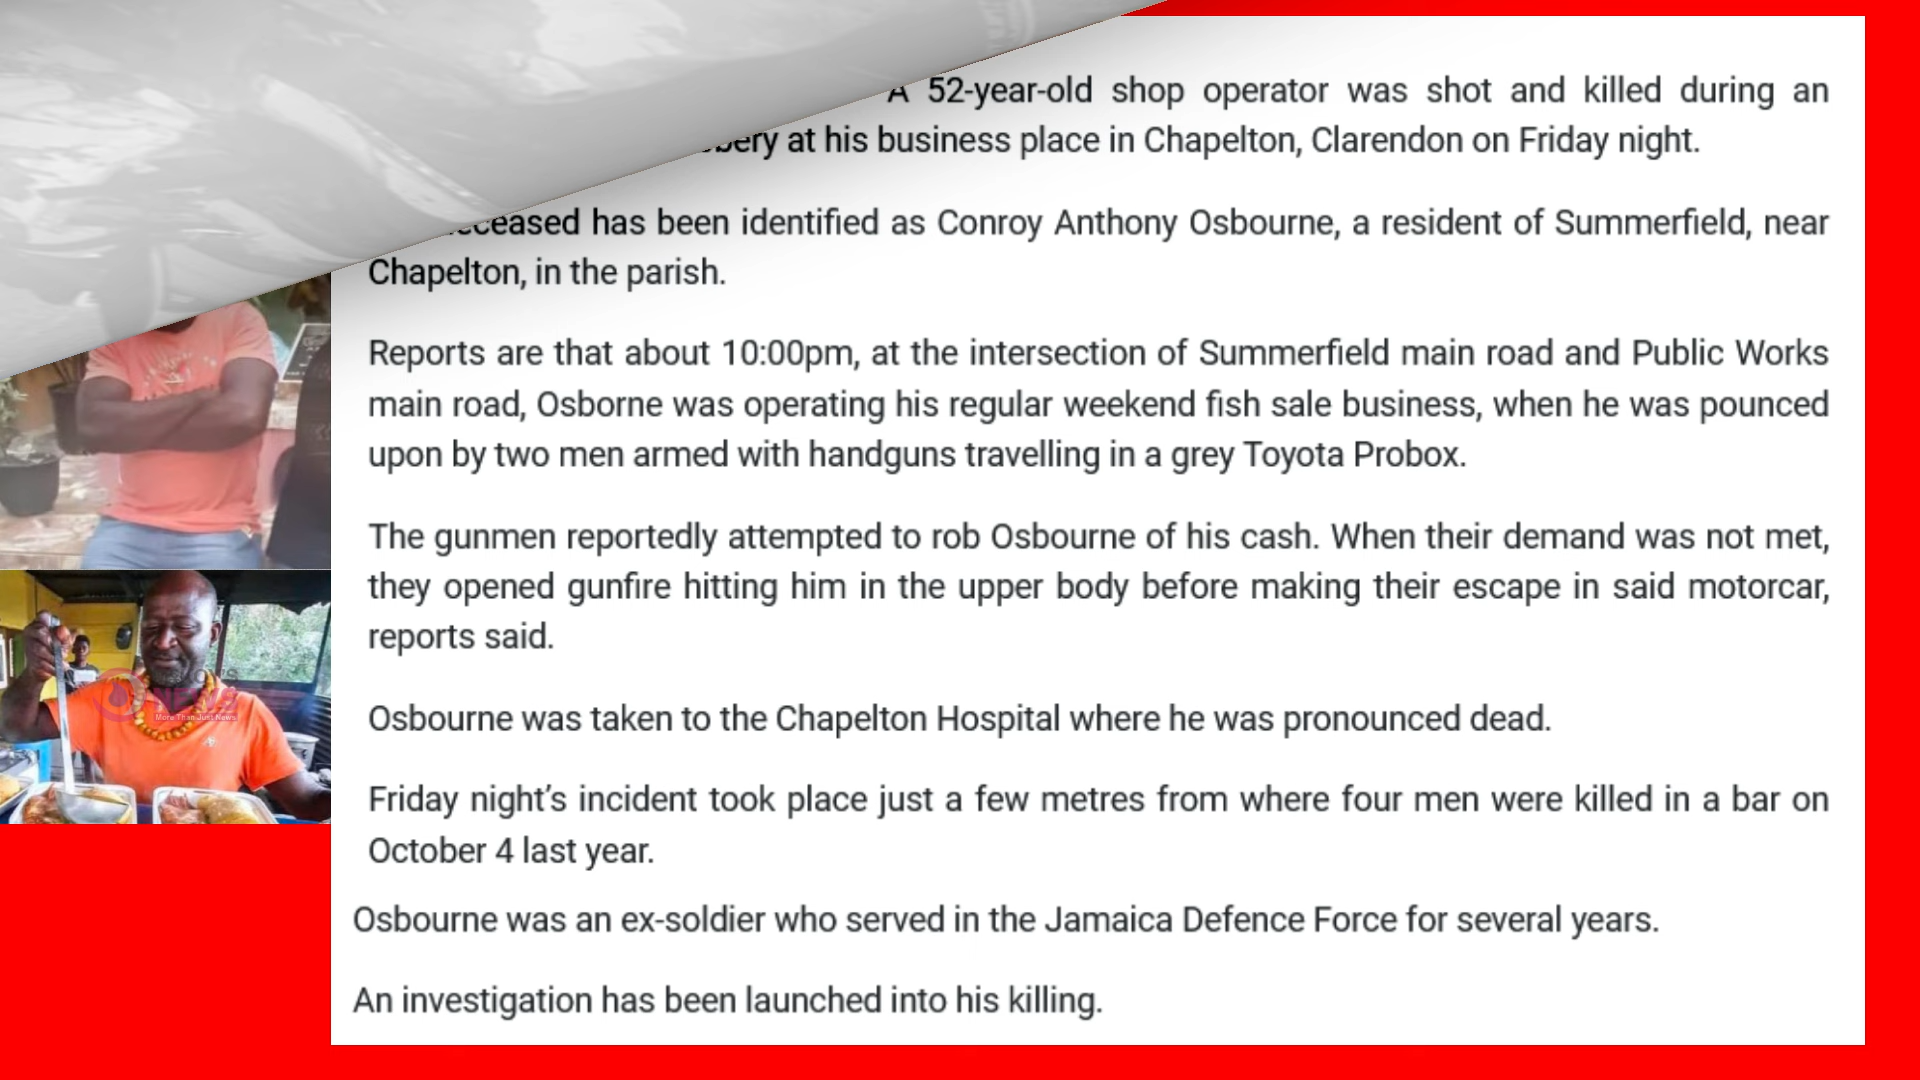 A 52-year-old shop operator was shot and killed during an
at his business place in Chapelton, Clarendon on Friday night.
has been identified as Conroy Anthony Osbourne, a resident of Summerfield, near
Chapelton, in the parish.
Reports are that about 10:00pm, at the intersection of Summerfield main road and Public Works
main road, Osborne was operating his regular weekend fish sale business, when he was pounced
upon by two men armed with handguns travelling in a grey Toyota Probox.
The gunmen reportedly attempted to rob Osbourne of his cash. When their demand was not met,
they opened gunfire hitting him in the upper body before making their escape in said motorcar,
reports said.
Osbourne was taken to the Chapelton Hospital where he was pronounced dead.
Friday night’s incident took place just a few metres from where four men were killed in a bar on
October 4 last year.
Osbourne was an ex-soldier who served in the Jamaica Defence Force for several years.
An investigation has been launched into his killing.
NEWS
More Than Just News